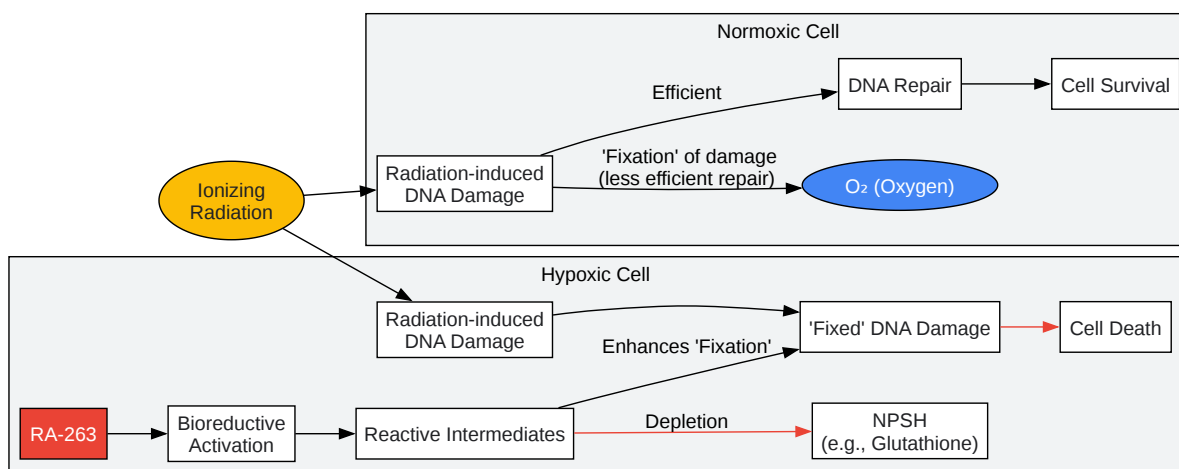 Normoxic Cell
Efficient
DNA Repair
Cell Survival
'Fixation' of damage
(less efficient repair)
Radiation-induced
DNA Damage
O₂ (Oxygen)
Ionizing
Radiation
Hypoxic Cell
Radiation-induced
DNA Damage
'Fixed' DNA Damage
Cell Death
Enhances 'Fixation'
RA-263
Bioreductive
Activation
Reactive Intermediates
Depletion
NPSH
(e.g., Glutathione)